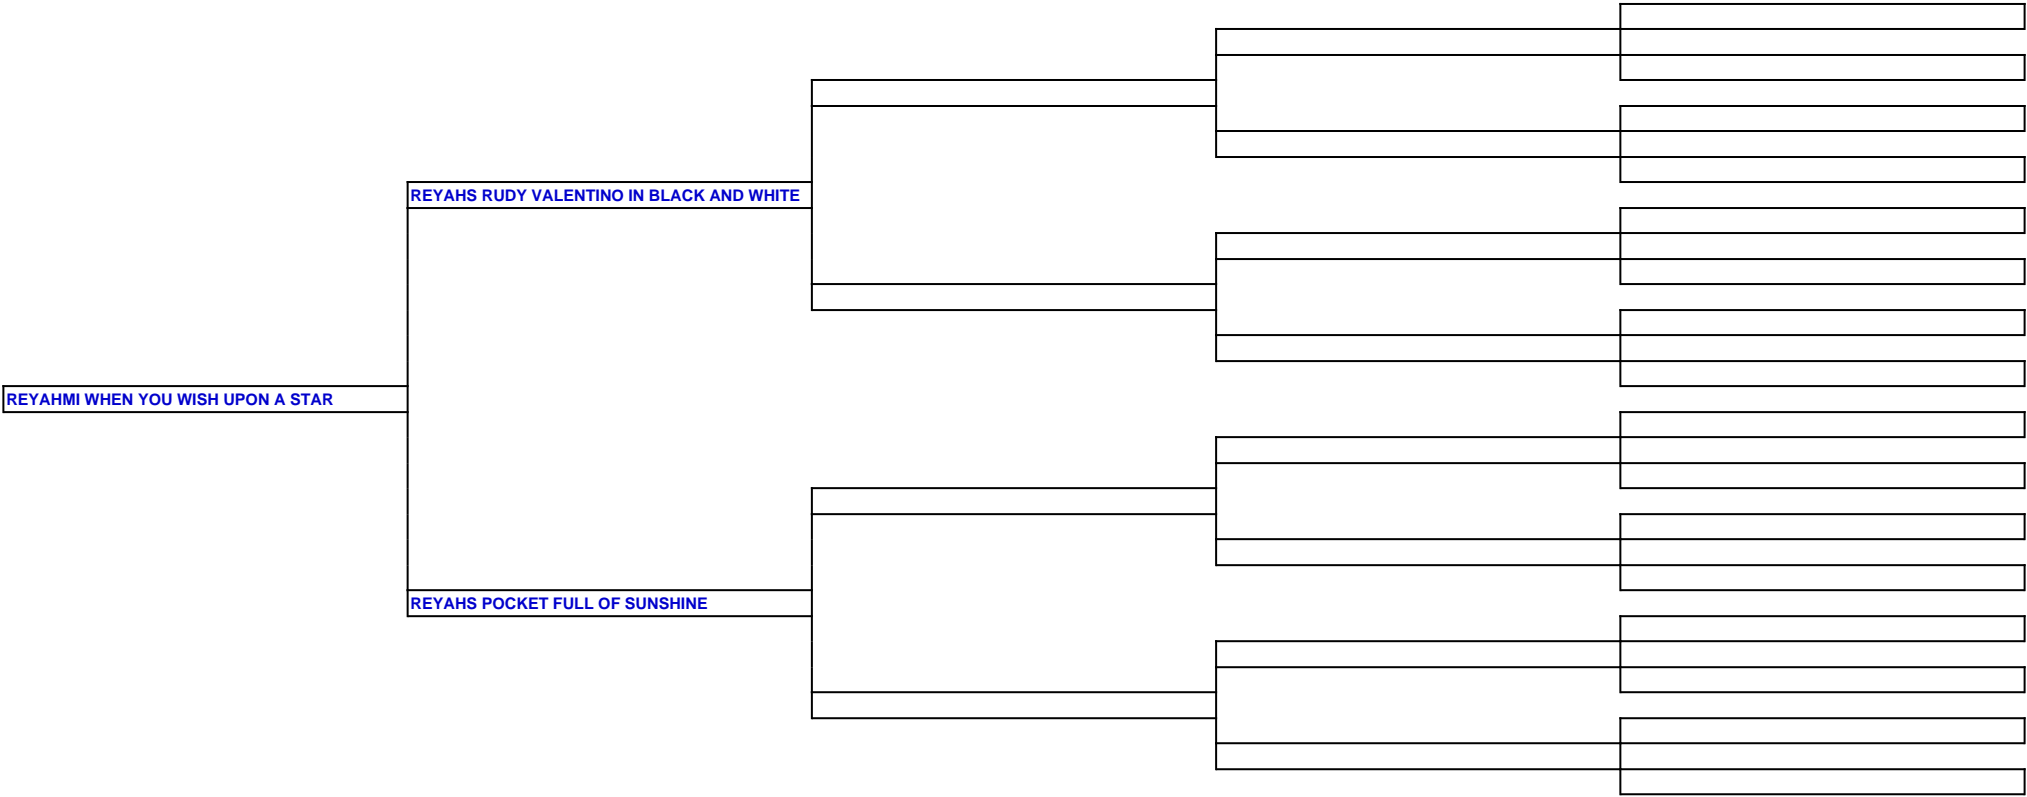 REYAHS RUDY VALENTINO IN BLACK AND WHITE
REYAHMI WHEN YOU WISH UPON A STAR
REYAHS POCKET FULL OF SUNSHINE